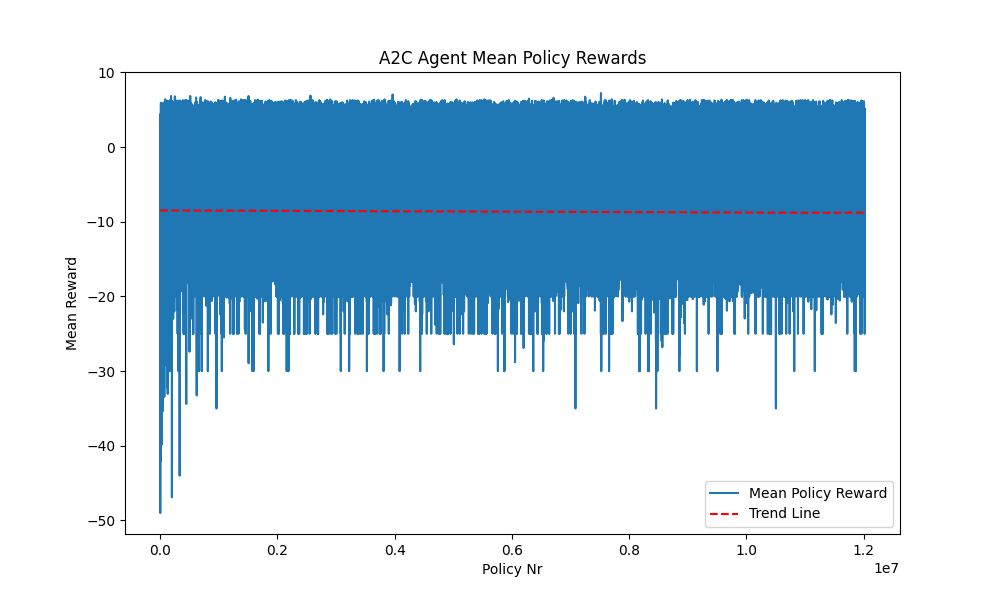 A2C Agent Mean Policy Rewards
Mean Reward
10
0
−10
−20
−30
−40
−50
0.0
0.2
0.4
0.6
0.8
1.0
1.2
1e7
Policy Nr
Mean Policy Reward
Trend Line